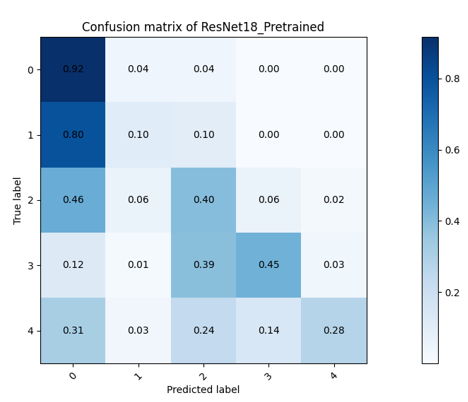 Confusion matrix of ResNet18_Pretrained
0 0.92 0.04 0.04 0.00 0.00
1 0.80 0.10 0.10 0.00 0.00
2 0.46 0.06 0.40 0.06 0.02
3 0.12 0.01 0.39 0.45 0.03
4 0.31 0.03 0.24 0.14 0.28
0 1 2 3 4
True label
Predicted label
0.8
0.6
0.4
0.2